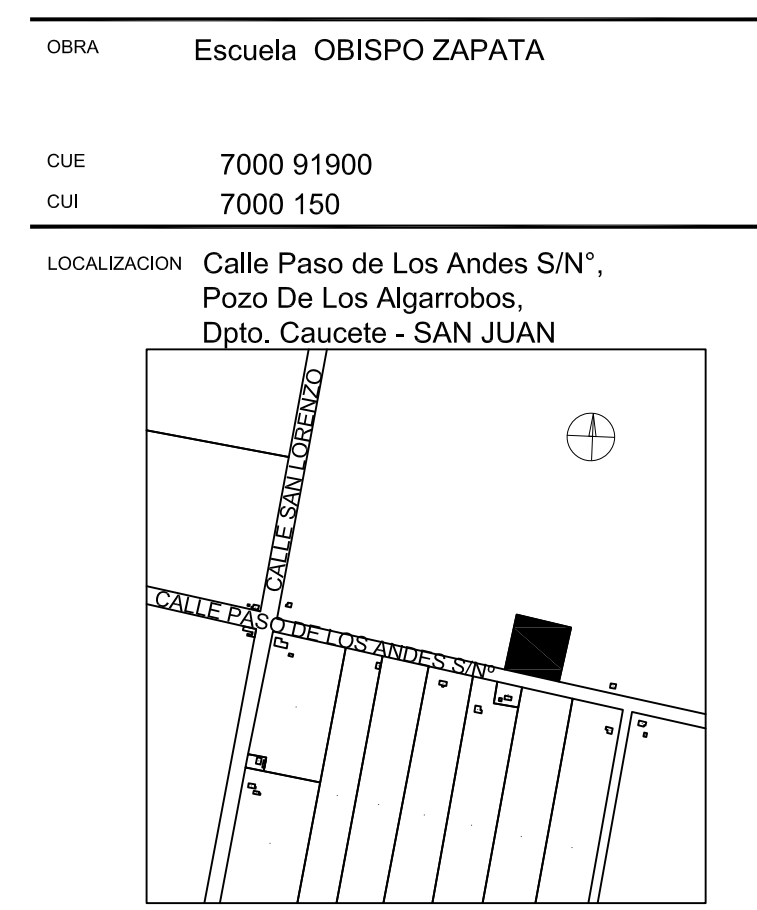 OBRA Escuela OBISPO ZAPATA
CUE 7000 91900
CUI 7000 150
LOCALIZACION Calle Paso de Los Andes S/N°,
Pozo De Los Algarrobos,
Dpto. Caucete - SAN JUAN
CALLE SAN LORENZO
CALLE PASO DE LOS ANDES S/Nº